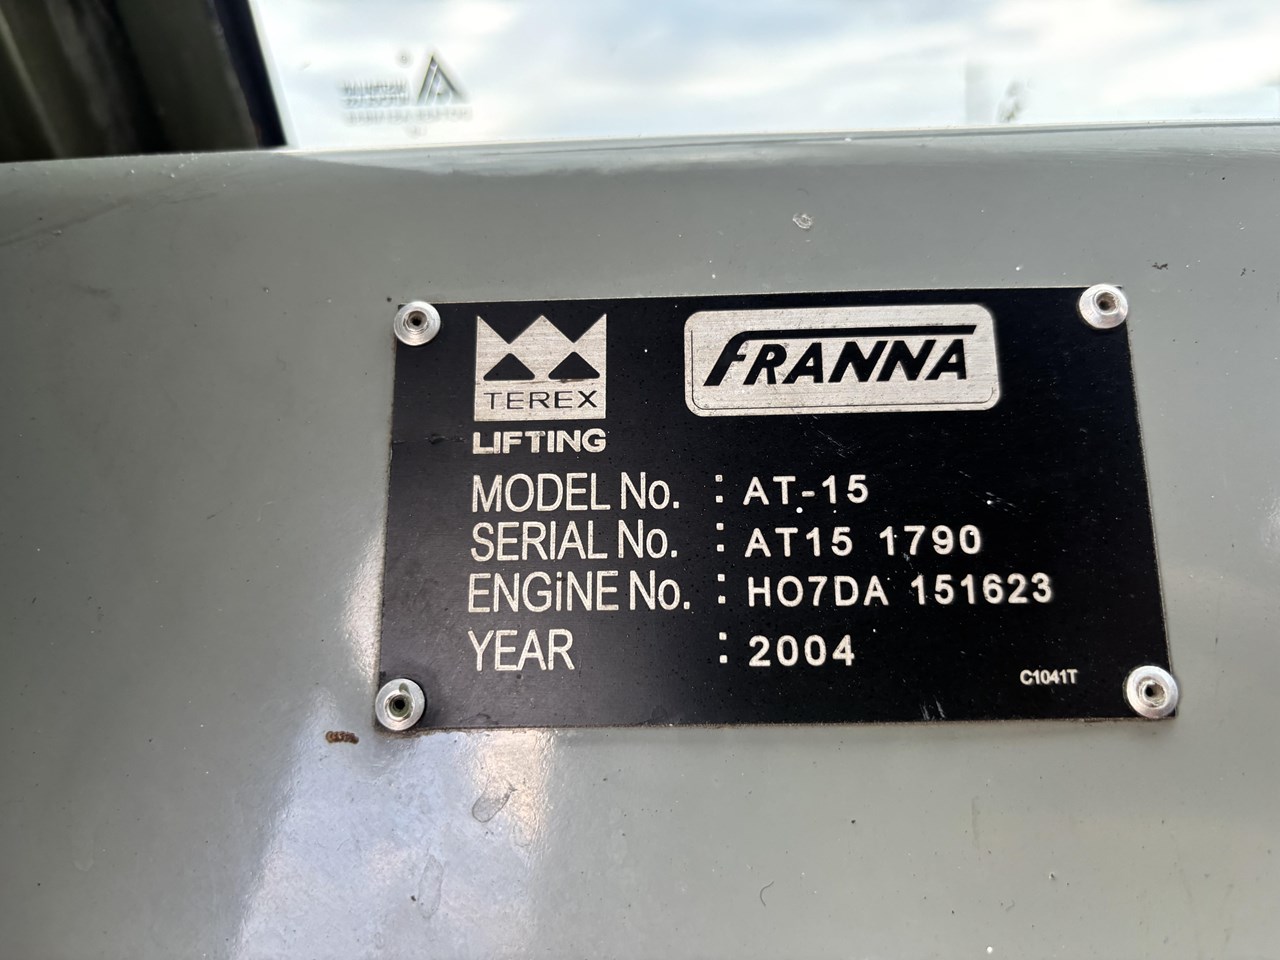 TEREX
LIFTING
FRANNA
MODEL No. : AT-15
SERIAL No. : AT15 1790
ENGiNE No. : HO7DA 151623
YEAR : 2004
C1041T